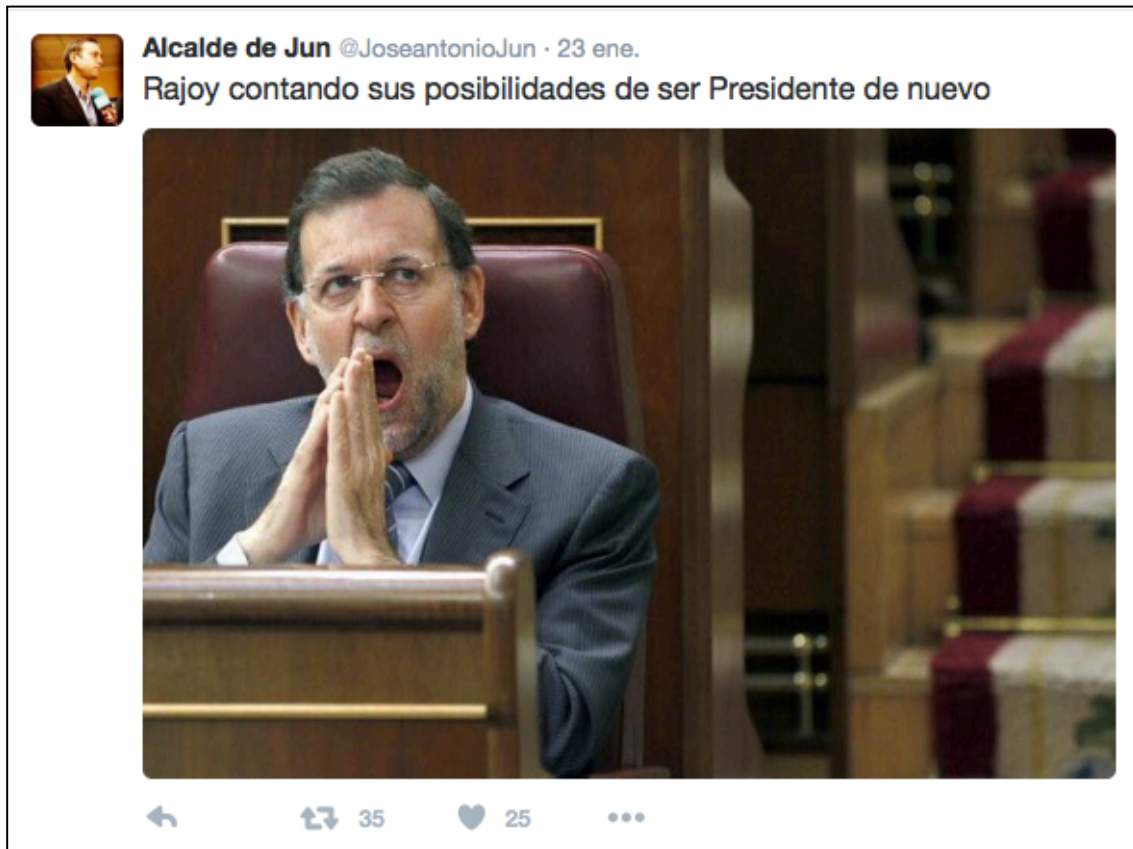 Alcalde de Jun @JoseantonioJun · 23 ene.
Rajoy contando sus posibilidades de ser Presidente de nuevo
35 25